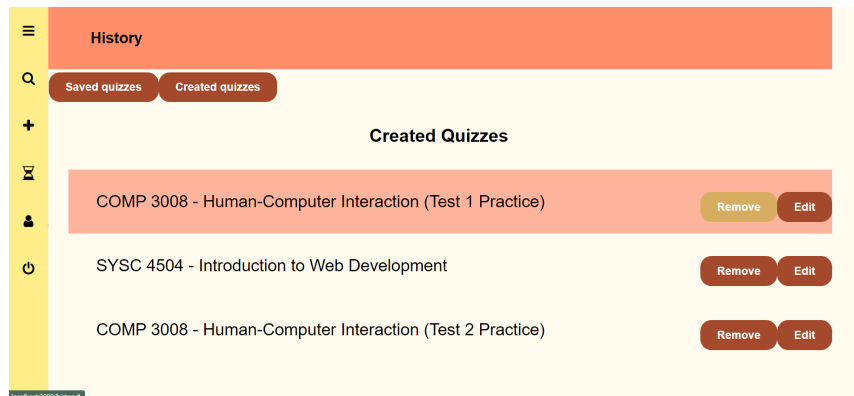 History
Saved quizzes Created quizzes
Created Quizzes
COMP 3008 - Human-Computer Interaction (Test 1 Practice) Remove Edit
SYSC 4504 - Introduction to Web Development Remove Edit
COMP 3008 - Human-Computer Interaction (Test 2 Practice) Remove Edit